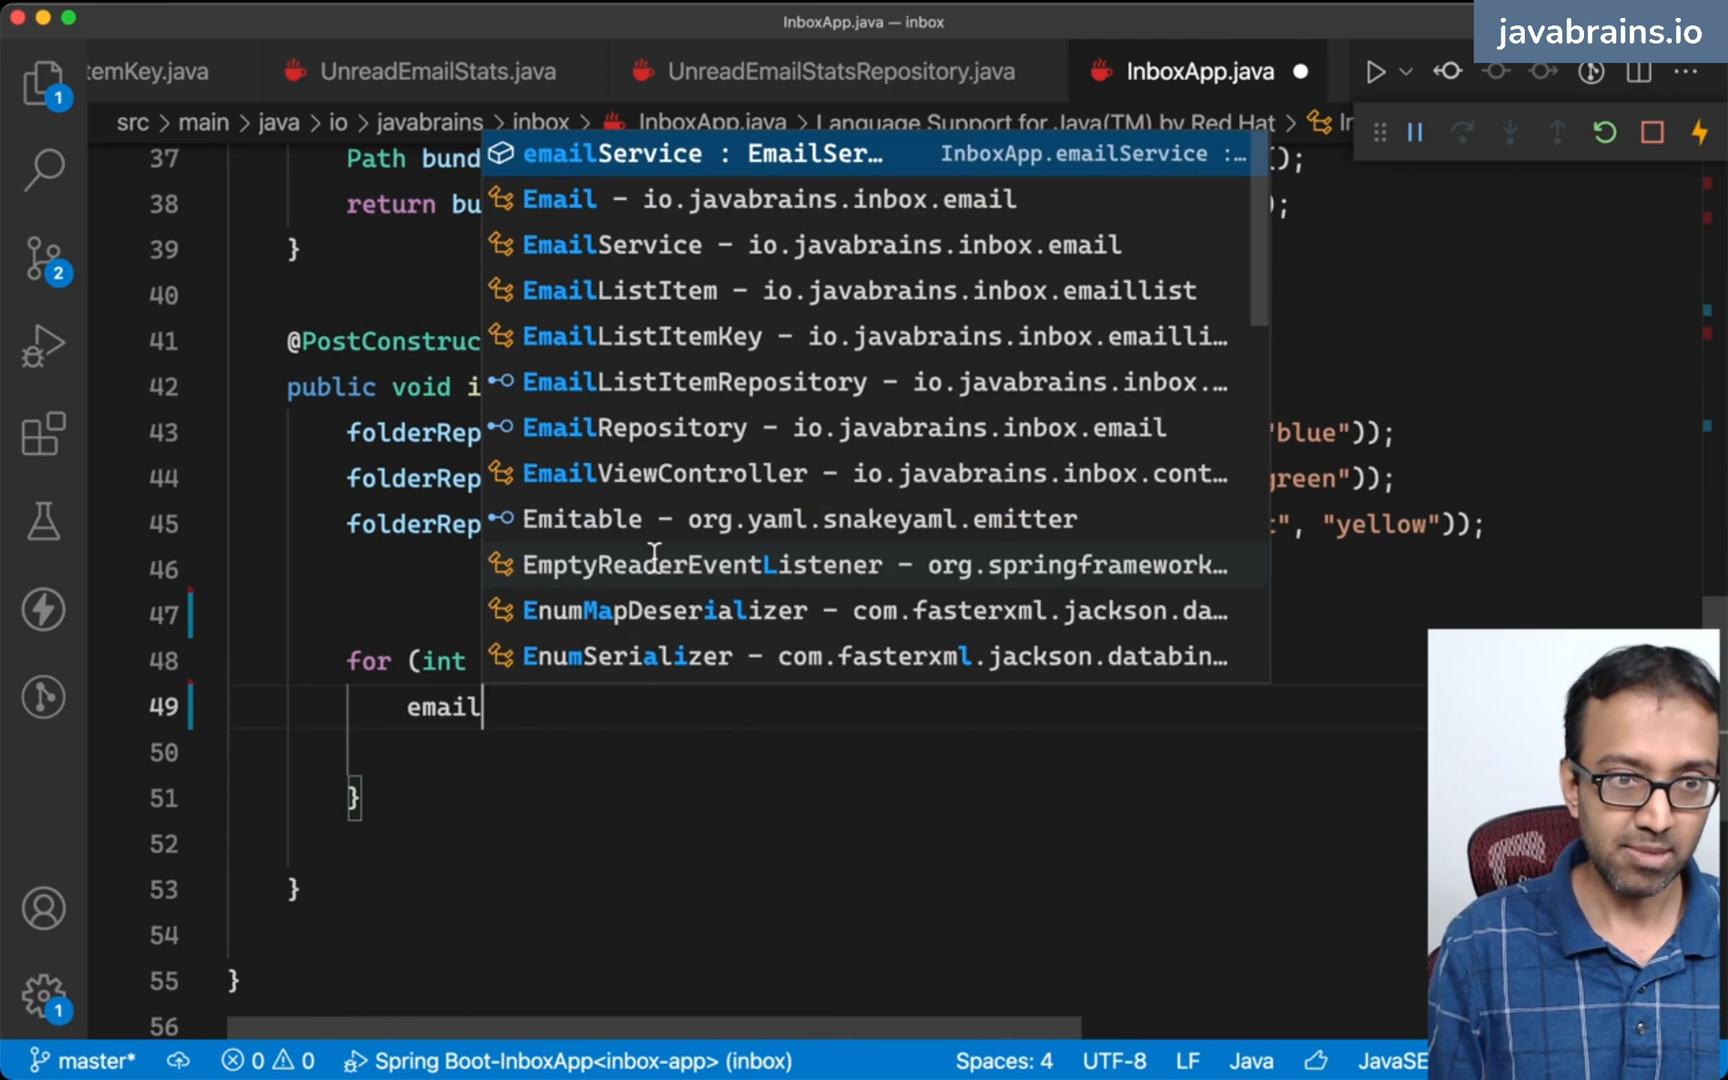 InboxApp.java — inbox
javabrains.io
temKey.java UnreadEmailStats.java UnreadEmailStatsRepository.java InboxApp.java
src > main > java > io > javabrains > inbox > InboxApp.java > Language Support for Java(TM) by Red Hat >
37 Path bund
38 return bu
39 }
40
41 @PostConstruc
42 public void i
43 folderRep "blue"));
44 folderRep green"));
45 folderRep ", "yellow"));
46
47
48 for (int
49 email
50
51 }
52
53 }
54
55 }
56
emailService : EmailSer… InboxApp.emailService :…
Email – io.javabrains.inbox.email
EmailService – io.javabrains.inbox.email
EmailListItem – io.javabrains.inbox.emaillist
EmailListItemKey – io.javabrains.inbox.emailli…
EmailListItemRepository – io.javabrains.inbox.…
EmailRepository – io.javabrains.inbox.email
EmailViewController – io.javabrains.inbox.cont…
Emitable – org.yaml.snakeyaml.emitter
EmptyReaderEventListener – org.springframework…
EnumMapDeserializer – com.fasterxml.jackson.da…
EnumSerializer – com.fasterxml.jackson.databin…
1
2
1
master* 0 0 Spring Boot-InboxApp<inbox-app> (inbox) Spaces: 4 UTF-8 LF Java JavaSE